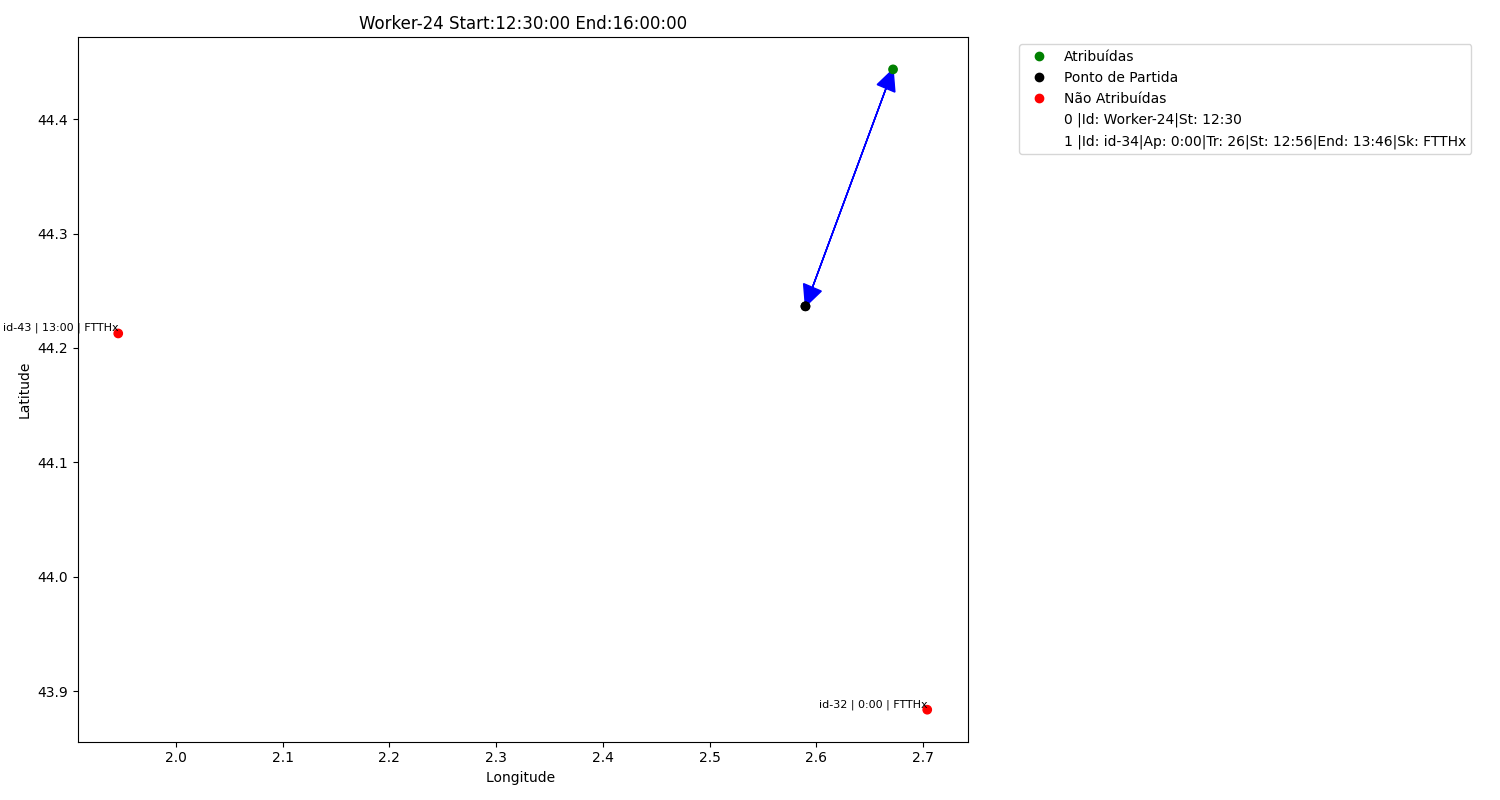 Worker-24 Start:12:30:00 End:16:00:00
Atribuídas
Ponto de Partida
Não Atribuídas
0 |Id: Worker-24|St: 12:30
1 |Id: id-34|Ap: 0:00|Tr: 26|St: 12:56|End: 13:46|Sk: FTTHx
44.4
44.3
44.2
44.1
44.0
43.9
Latitude
id-43 | 13:00 | FTTHx
id-32 | 0:00 | FTTHx
2.0 2.1 2.2 2.3 2.4 2.5 2.6 2.7
Longitude